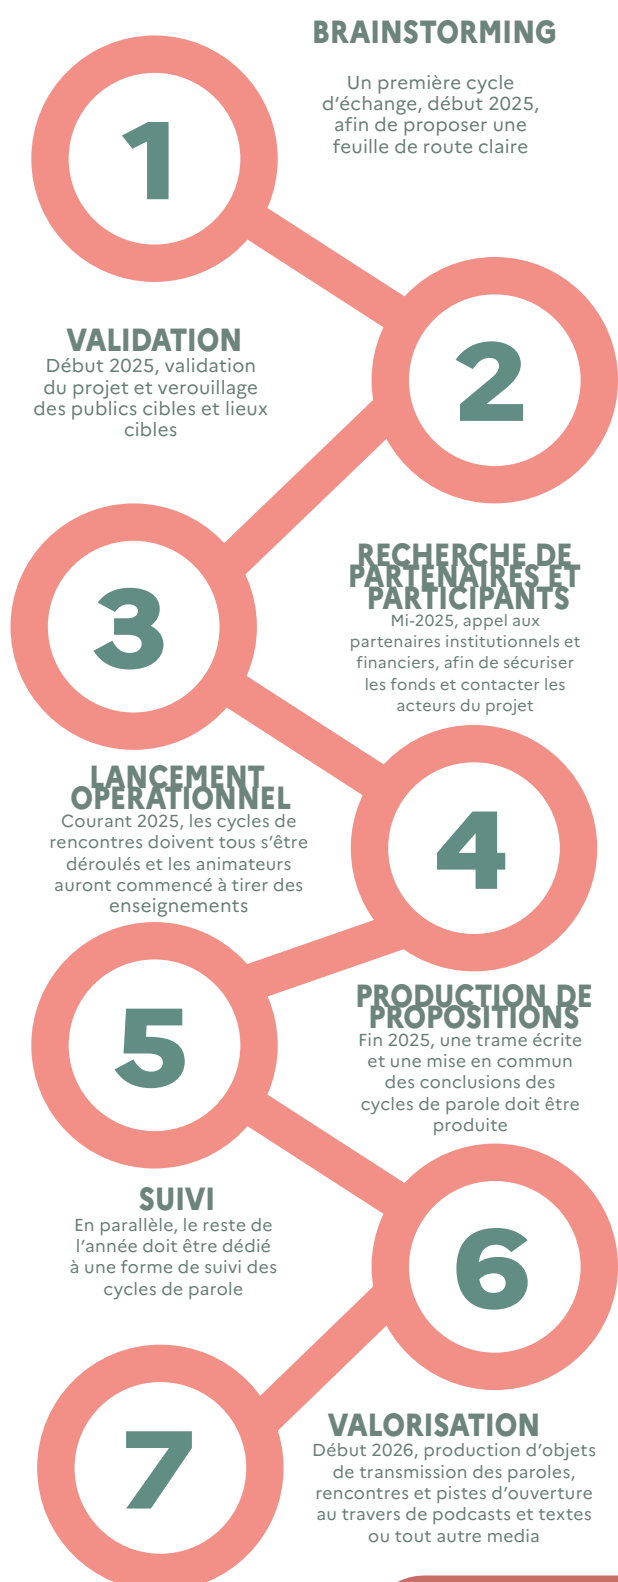 BRAINSTORMING
Un première cycle
d'échange, début 2025,
afin de proposer une
feuille de route claire
1
2
VALIDATION
Début 2025, validation
du projet et verouillage
des publics cibles et lieux
cibles
3
RECHERCHE DE
PARTENAIRES ET
PARTICIPANTS
Mi-2025, appel aux
partenaires institutionnels et
financiers, afin de sécuriser
les fonds et contacter les
acteurs du projet
4
LANCEMENT
OPÉRATIONNEL
Courant 2025, les cycles de
rencontres doivent tous s'être
déroulés et les animateurs
auront commencé à tirer des
enseignements
5
PRODUCTION DE
PROPOSITIONS
Fin 2025, une trame écrite
et une mise en commun
des conclusions des
cycles de parole doit être
produite
6
SUIVI
En parallèle, le reste de
l'année doit être dédié
à une forme de suivi des
cycles de parole
7
VALORISATION
Début 2026, production d'objets
de transmission des paroles,
rencontres et pistes d'ouverture
au travers de podcasts et textes
ou tout autre media